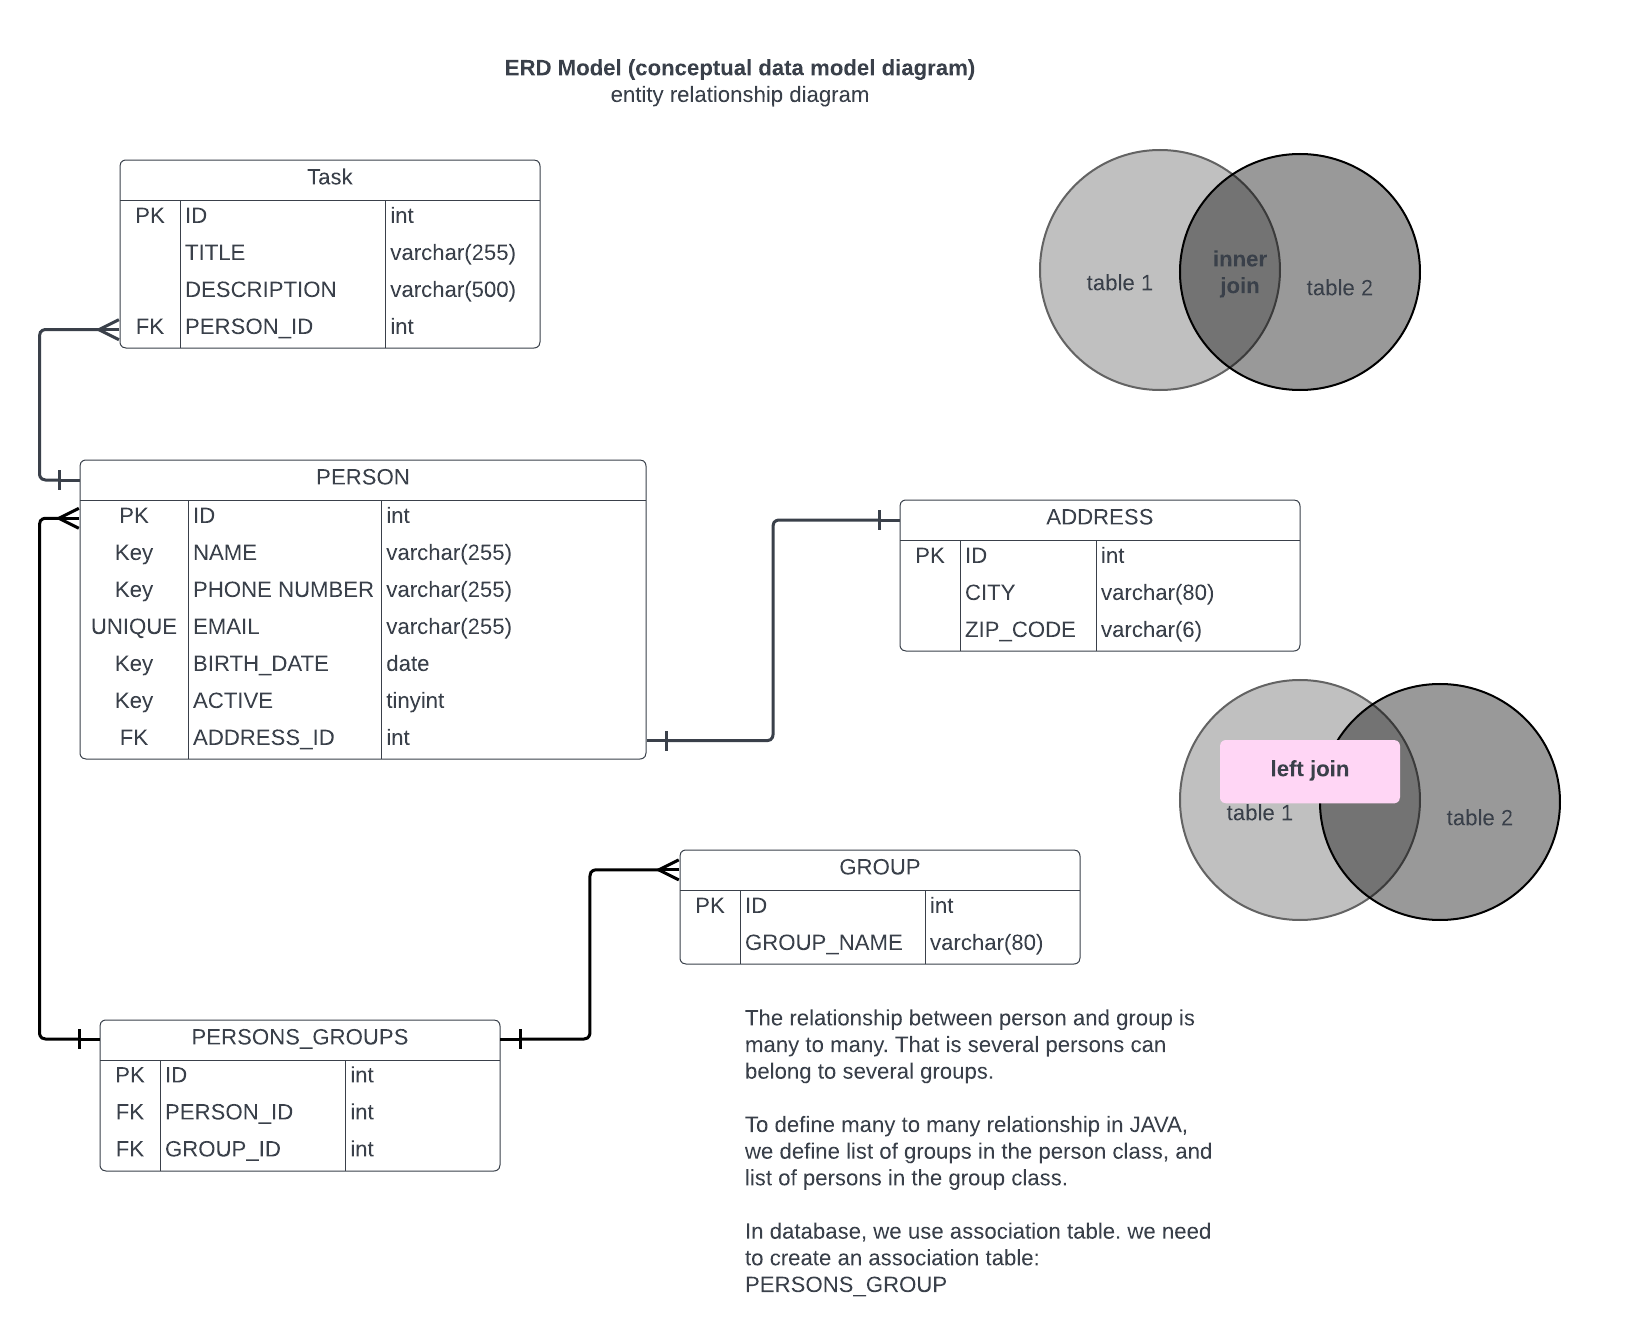 ERD Model (conceptual data model diagram)
entity relationship diagram
Task
PK ID int
TITLE varchar(255)
DESCRIPTION varchar(500)
FK PERSON_ID int
inner
join
table 1
table 2
PERSON
PK ID int
Key NAME varchar(255)
Key PHONE NUMBER varchar(255)
UNIQUE EMAIL varchar(255)
Key BIRTH_DATE date
Key ACTIVE tinyint
FK ADDRESS_ID int
ADDRESS
PK ID int
CITY varchar(80)
ZIP_CODE varchar(6)
left join
table 1
table 2
GROUP
PK ID int
GROUP_NAME varchar(80)
PERSONS_GROUPS
PK ID int
FK PERSON_ID int
FK GROUP_ID int
The relationship between person and group is
many to many. That is several persons can
belong to several groups.
To define many to many relationship in JAVA,
we define list of groups in the person class, and
list of persons in the group class.
In database, we use association table. we need
to create an association table:
PERSONS_GROUP